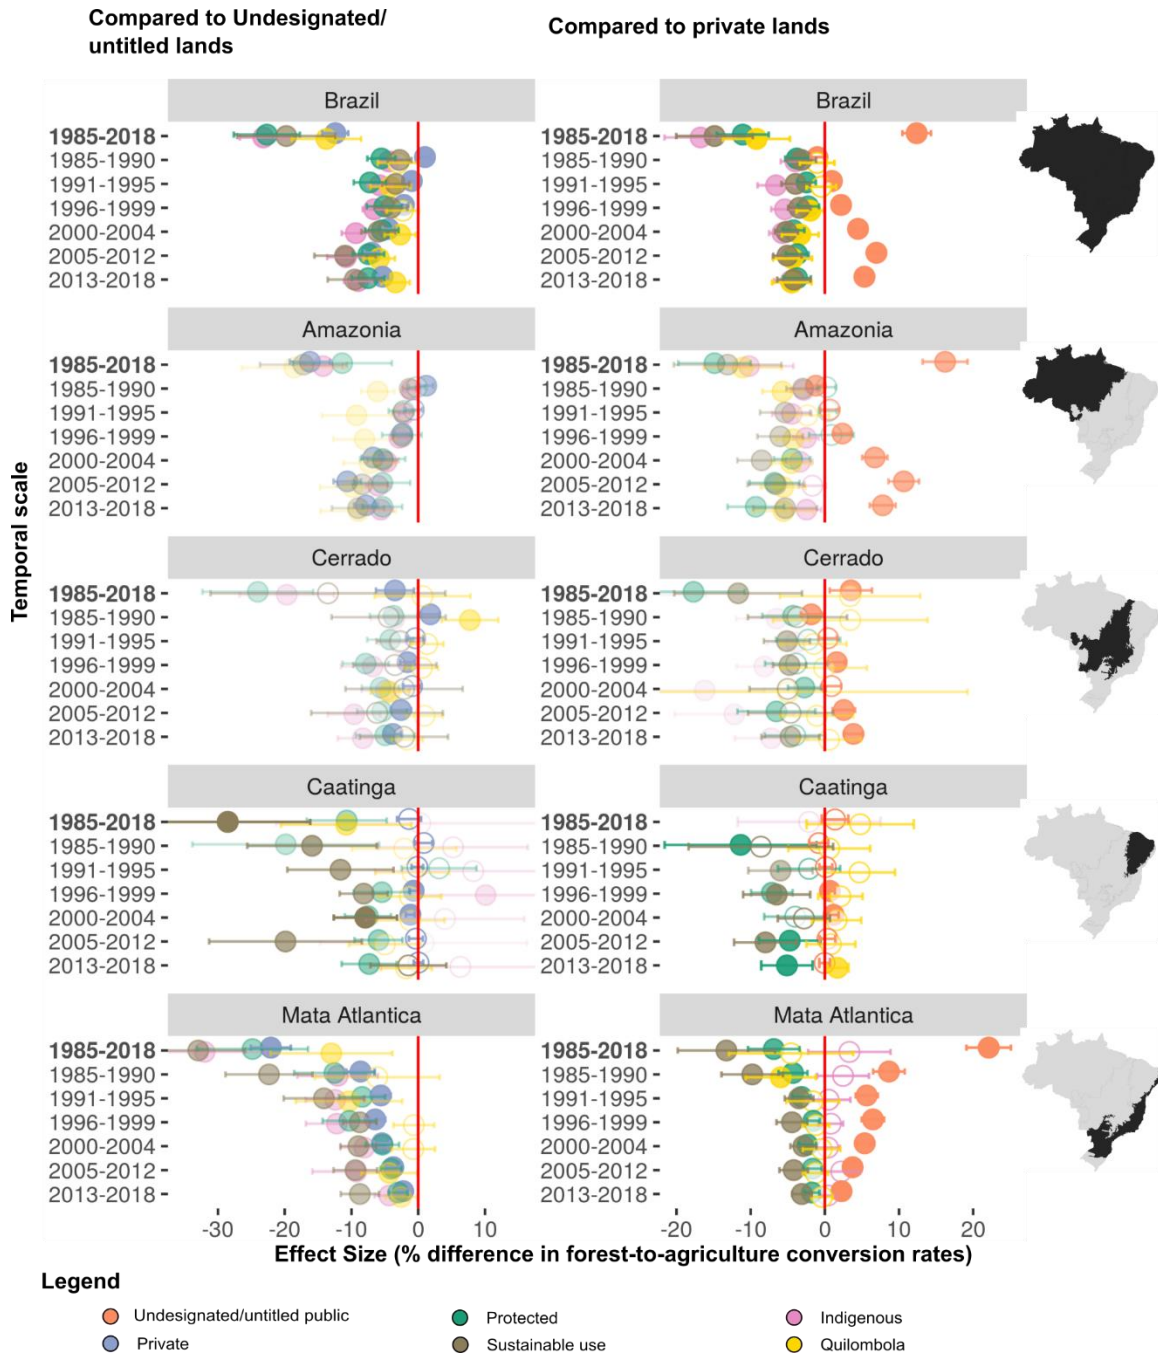 Compared to Undesignated/
untitled lands
Compared to private lands
Brazil
Brazil
1985-2018
1985-1990
1991-1995
1996-1999
2000-2004
2005-2012
2013-2018
1985-2018
1985-1990
1991-1995
1996-1999
2000-2004
2005-2012
2013-2018
Amazonia
Amazonia
1985-2018
1985-1990
1991-1995
1996-1999
2000-2004
2005-2012
2013-2018
1985-2018
1985-1990
1991-1995
1996-1999
2000-2004
2005-2012
2013-2018
Temporal scale
Cerrado
Cerrado
1985-2018
1985-1990
1991-1995
1996-1999
2000-2004
2005-2012
2013-2018
1985-2018
1985-1990
1991-1995
1996-1999
2000-2004
2005-2012
2013-2018
Caatinga
Caatinga
1985-2018
1985-1990
1991-1995
1996-1999
2000-2004
2005-2012
2013-2018
1985-2018
1985-1990
1991-1995
1996-1999
2000-2004
2005-2012
2013-2018
Mata Atlantica
Mata Atlantica
1985-2018
1985-1990
1991-1995
1996-1999
2000-2004
2005-2012
2013-2018
1985-2018
1985-1990
1991-1995
1996-1999
2000-2004
2005-2012
2013-2018
-30 -20 -10 0 10
-20 -10 0 10 20
Effect Size (% difference in forest-to-agriculture conversion rates)
Legend
Undesignated/untitled public
Protected
Indigenous
Private
Sustainable use
Quilombola